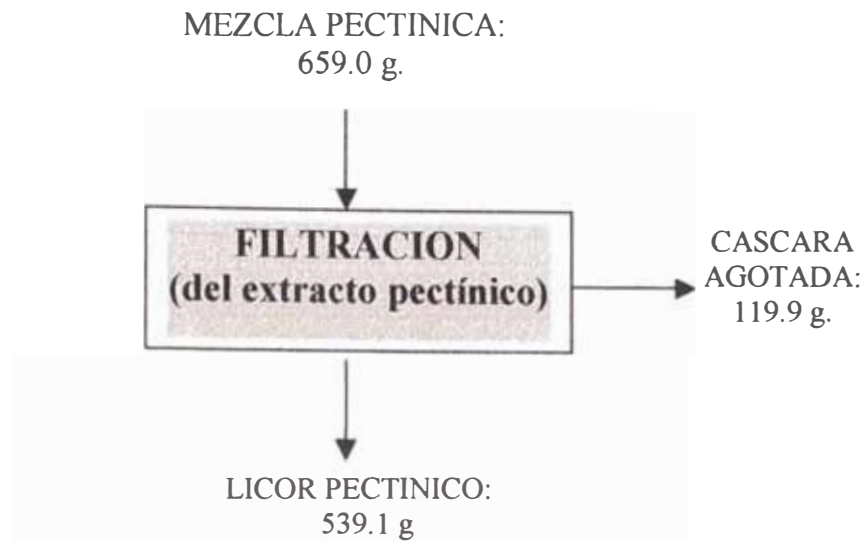 MEZCLA PECTINICA:
659.0 g.
FILTRACION
(del extracto pectínico)
CASCARA
AGOTADA:
119.9 g.
LICOR PECTINICO:
539.1 g